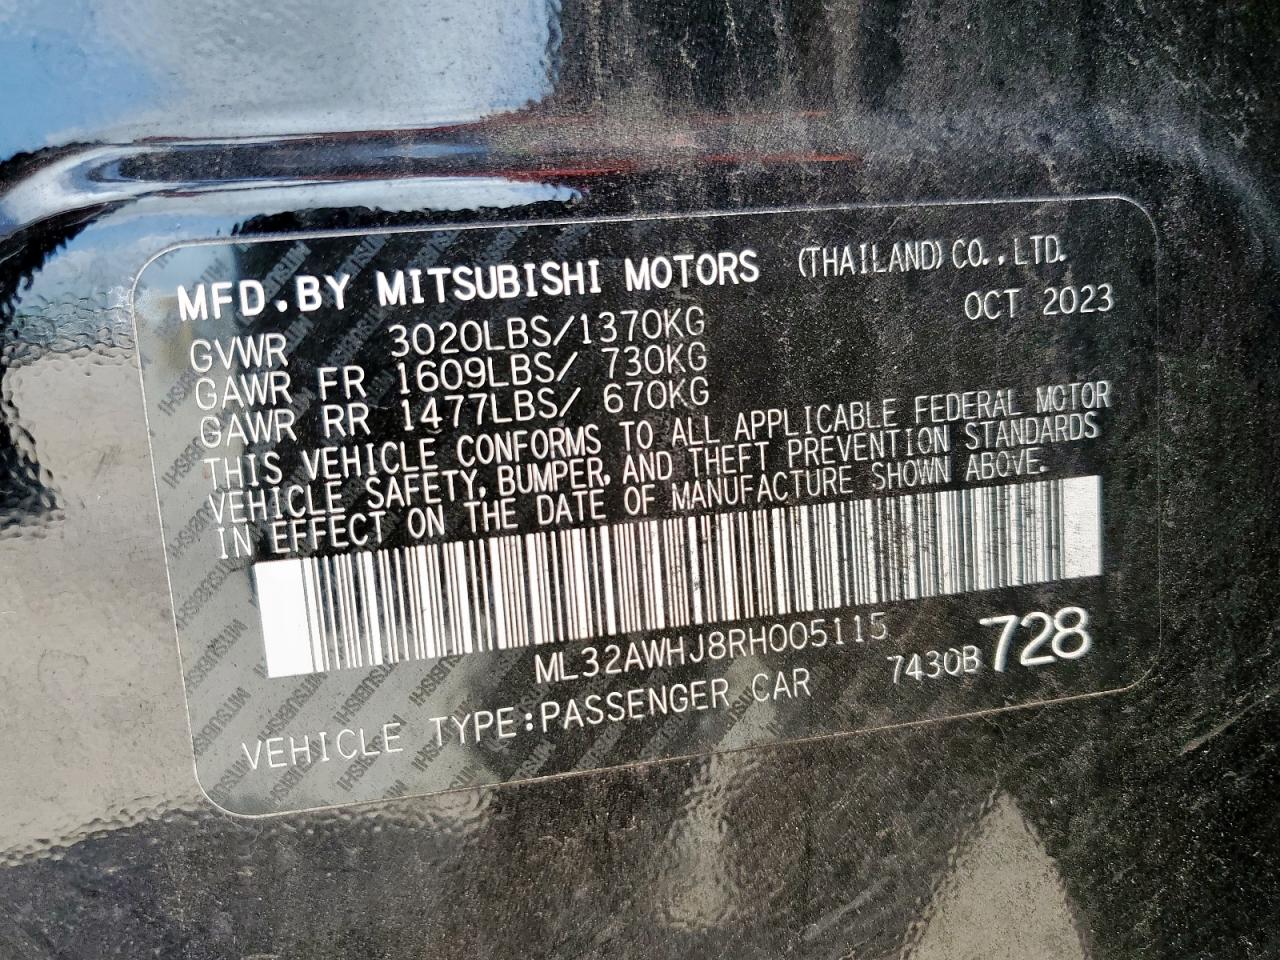 MFD.BY MITSUBISHI MOTORS (THAILAND) CO.,LTD.
OCT 2023
GVWR 3020LBS/1370KG
GAWR FR 1609LBS/ 730KG
GAWR RR 1477LBS/ 670KG
THIS VEHICLE CONFORMS TO ALL APPLICABLE FEDERAL MOTOR
VEHICLE SAFETY, BUMPER, AND THEFT PREVENTION STANDARDS
IN EFFECT ON THE DATE OF MANUFACTURE SHOWN ABOVE.
ML32AWHJ8RH005115
VEHICLE TYPE:PASSENGER CAR 7430B 728